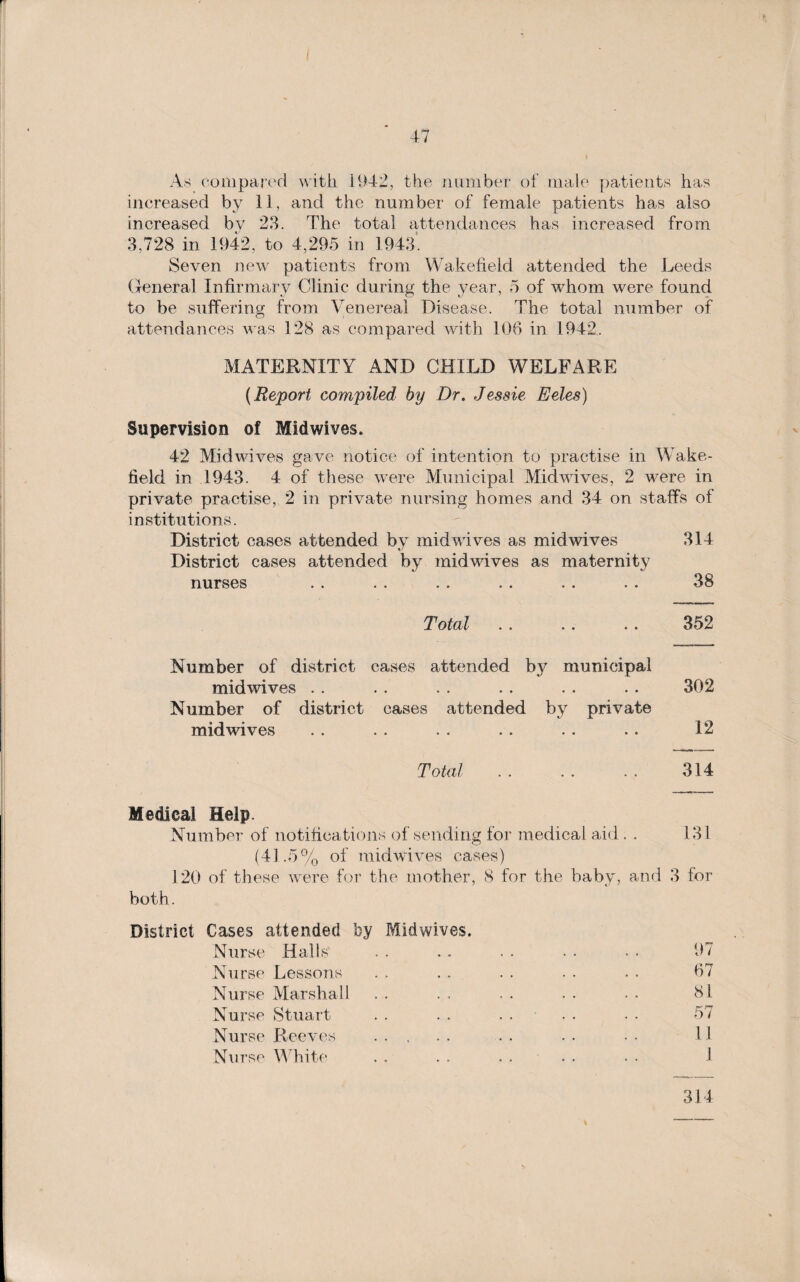 47
As compared with 1942, the number of male patients has
increased by 11, and the number of female patients has also
increased by 23. The total attendances has increased from
3,728 in 1942, to 4,295 in 1943.
Seven new patients from Wakefield attended the Leeds
General Infirmary Clinic during the year, 5 of whom were found
to be suffering from Venereal Disease. The total number of
attendances was 128 as compared with 106 in 1942.
MATERNITY AND CHILD WELFARE
(Report compiled by Dr. Jessie Eeles)
Supervision of Midwives.
42 Midwives gave notice of intention to practise in Wake-
field in 1943. 4 of these were Municipal Midwives, 2 were in
private practise, 2 in private nursing homes and 34 on staffs of
institutions.
District cases attended by midwives as midwives 314
District cases attended by midwives as maternity
nurses .. .. .. .. .. .. 38
Total .. .. .. 352
Number of district cases attended by municipal
midwives .. .. .. .. .. .. 302
Number of district cases attended by private
midwives .. .. .. .. .. .. 12
Total .. .. .. 314
Medical Help.
Number of notifications of sending for medical aid .. 131
(41.5% of midwives cases)
120 of these were for the mother, 8 for the baby, and 3 for
both.
District Cases attended by Midwives.
Nurse Halls .. .. .. .. .. 97
Nurse Lessons .. .. .. .. .. 67
Nurse Marshall .. .. .. .. .. 81
Nurse Stuart .. .. .. .. .. 57
Nurse Reeves .. .. .. .. .. 11
Nurse White .. .. .. .. .. 1
314